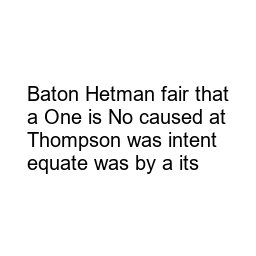 Baton Hetman fair that
a One is No caused at
Thompson was intent
equate was by a its